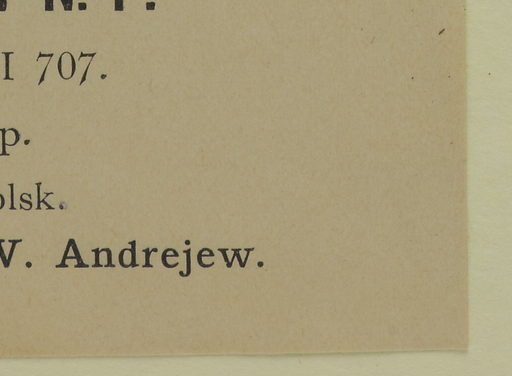 I 707.
p.
olsk.
V. Andrejew.